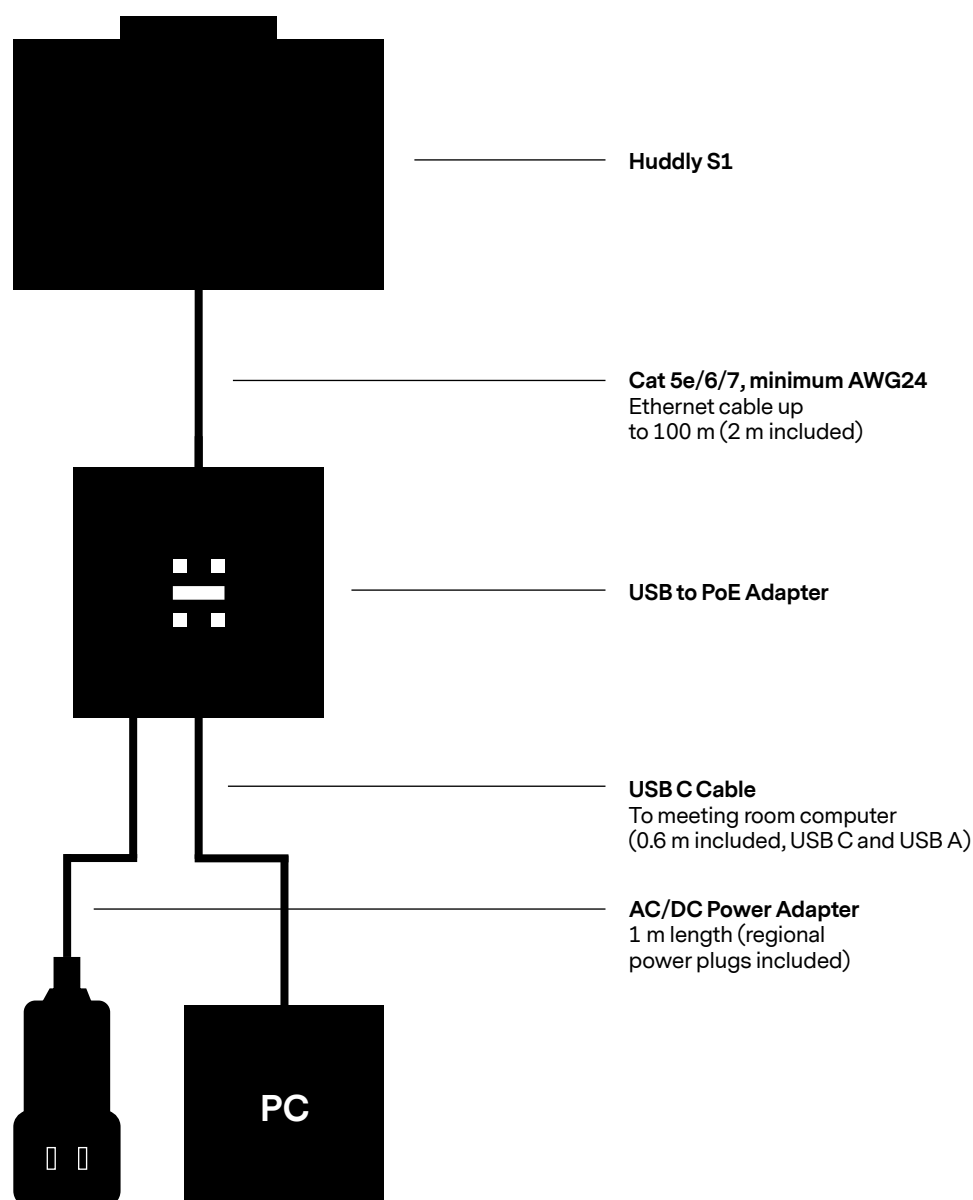 Huddly S1
Cat 5e/6/7, minimum AWG24
Ethernet cable up
to 100 m (2 m included)
USB to PoE Adapter
USB C Cable
To meeting room computer
(0.6 m included, USB C and USB A)
AC/DC Power Adapter
1 m length (regional
power plugs included)
PC